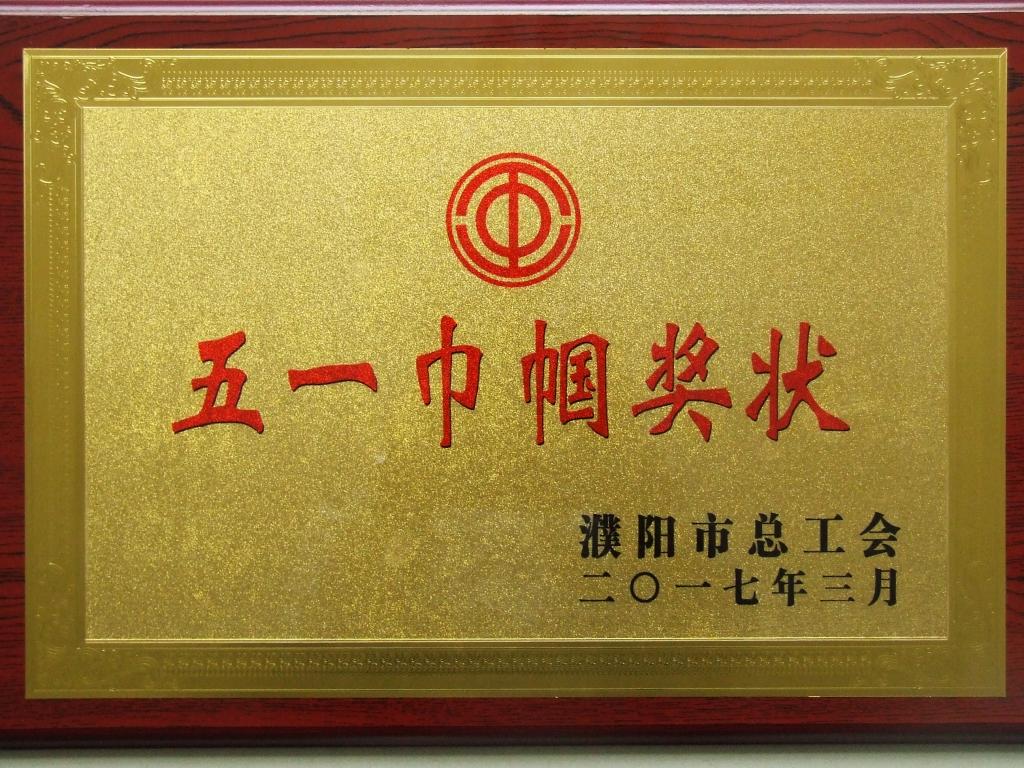 五一巾帼奖状
濮阳市总工会
二〇一七年三月